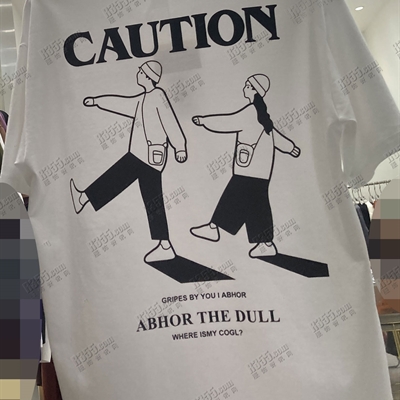 CAUTION
GRIPES BY YOU I ABHOR
ABHOR THE DULL
WHERE ISMY COGL?